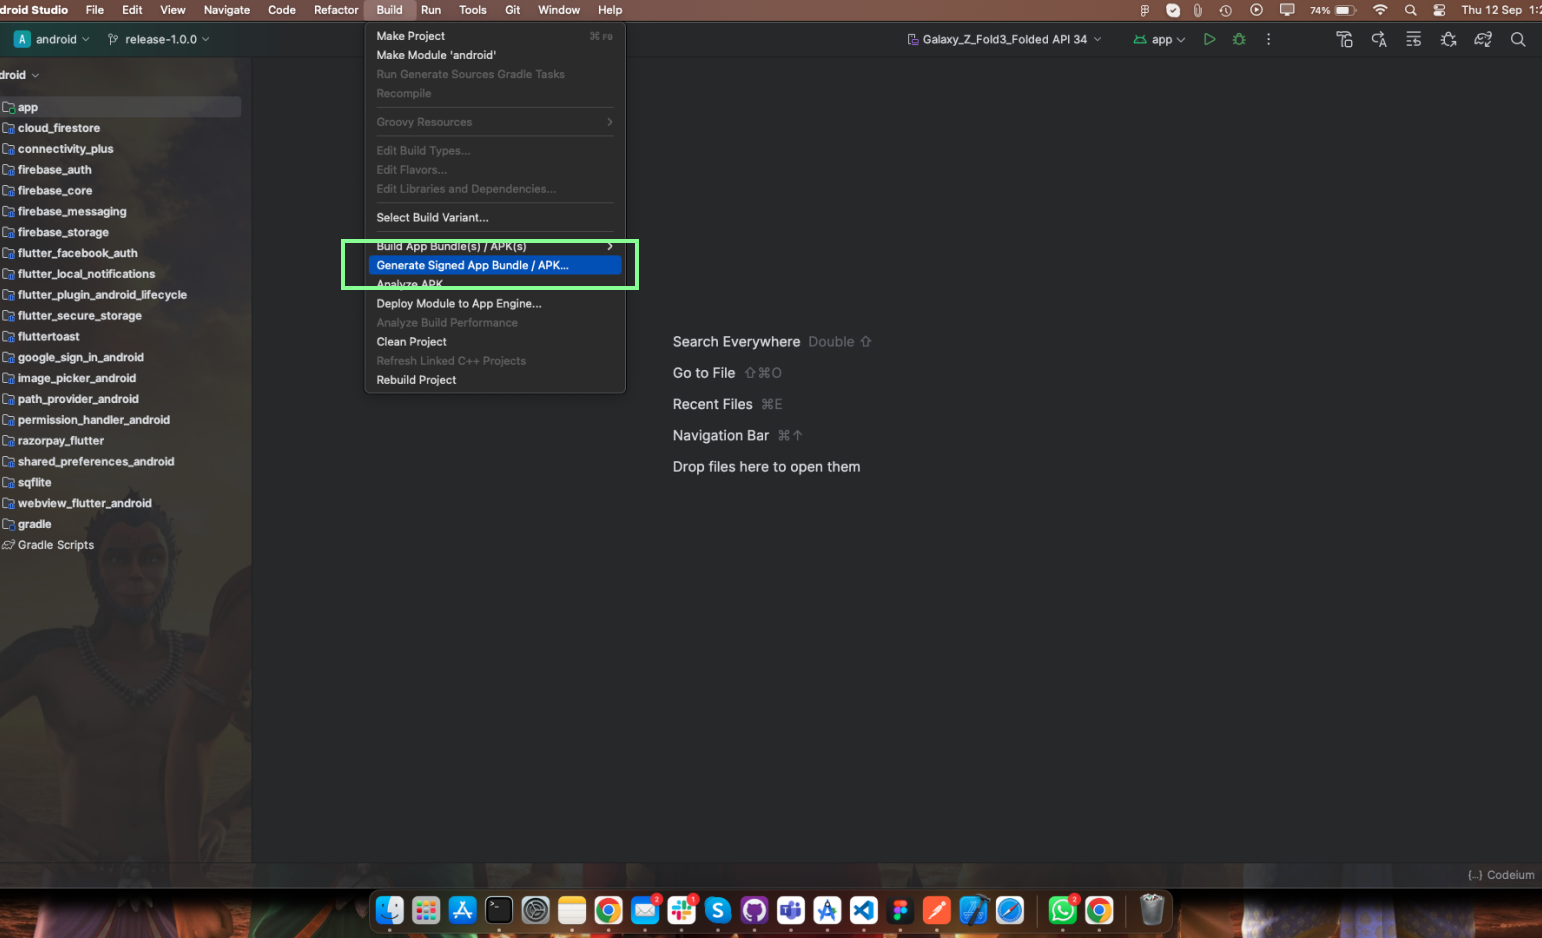 droid Studio File Edit View Navigate Code Refactor Build Run Tools Git Window Help 74% Thu 12 Sep
A android release-1.0.0 Galaxy_Z_Fold3_Folded API 34 app
droid
app
cloud_firestore
connectivity_plus
firebase_auth
firebase_core
firebase_messaging
firebase_storage
flutter_facebook_auth
flutter_local_notifications
flutter_plugin_android_lifecycle
flutter_secure_storage
fluttertoast
google_sign_in_android
image_picker_android
path_provider_android
permission_handler_android
razorpay_flutter
shared_preferences_android
sqflite
webview_flutter_android
gradle
Gradle Scripts
Make Project ⌘F9
Make Module 'android'
Run Generate Sources Gradle Tasks
Recompile
Groovy Resources
Edit Build Types...
Edit Flavors...
Edit Libraries and Dependencies...
Select Build Variant...
Build App Bundle(s) / APK(s)
Generate Signed App Bundle / APK...
Analyze APK
Deploy Module to App Engine...
Analyze Build Performance
Clean Project
Refresh Linked C++ Projects
Rebuild Project
Search Everywhere Double ⇧
Go to File ⇧⌘O
Recent Files ⌘E
Navigation Bar ⌘↑
Drop files here to open them
{...} Codeium
2 1 2